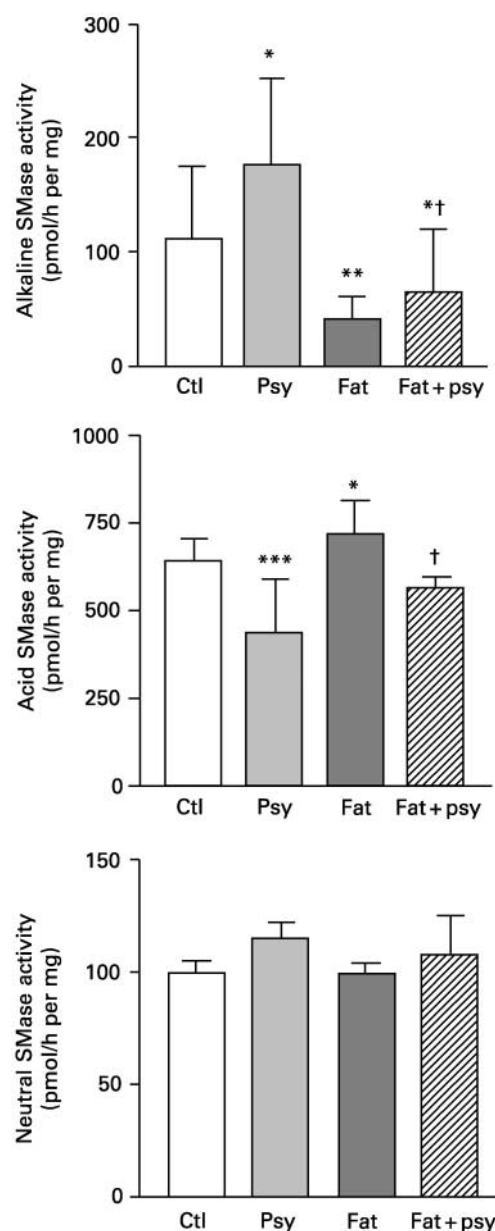 Alkaline SMase activity
(pmol/h per mg)
300
200
100
0
*
**
*†
Ctl Psy Fat Fat + psy
Acid SMase activity
(pmol/h per mg)
1000
750
500
250
0
***
*
†
Ctl Psy Fat Fat + psy
Neutral SMase activity
(pmol/h per mg)
150
100
50
0
Ctl Psy Fat Fat + psy